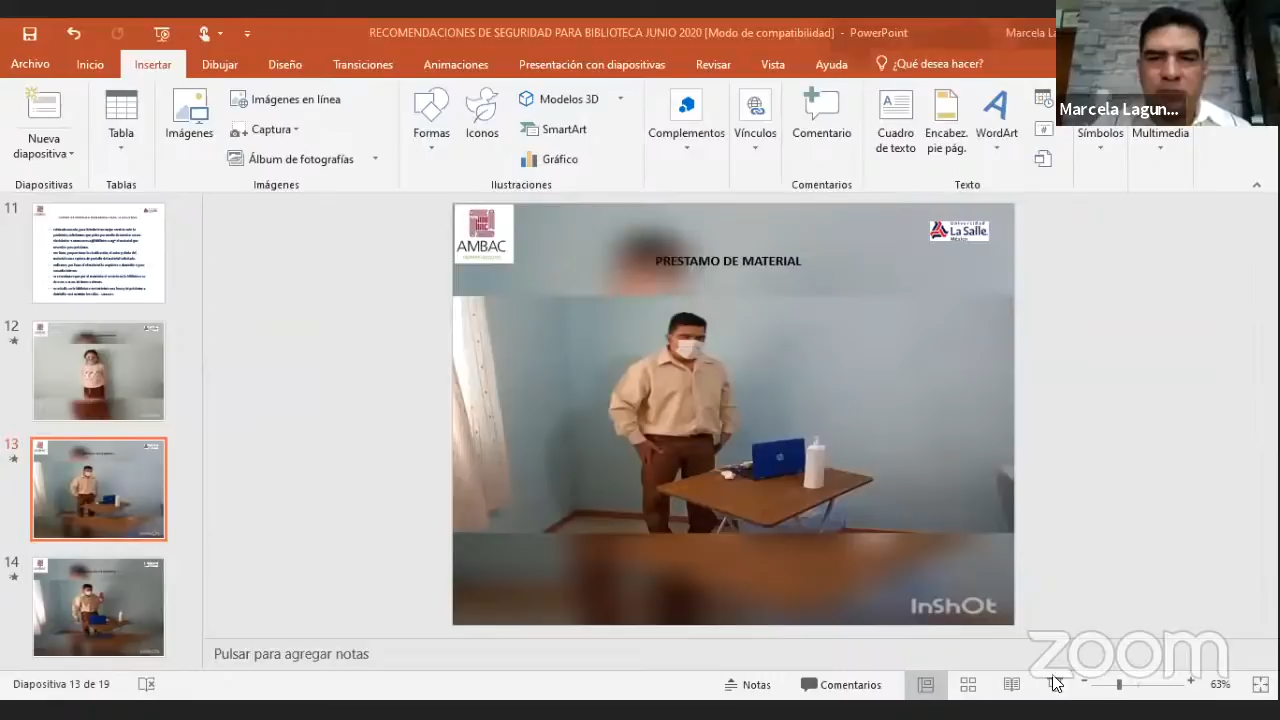 RECOMENDACIONES DE SEGURIDAD PARA BIBLIOTECA JUNIO 2020 [Modo de compatibilidad] - PowerPoint
Marcela La
Archivo
Inicio
Insertar
Dibujar
Diseño
Transiciones
Animaciones
Presentación con diapositivas
Revisar
Vista
Ayuda
¿Qué desea hacer?
Marcela Lagun...
Nueva
diapositiva
Tabla
Imágenes
Imágenes en línea
Captura
Álbum de fotografías
Formas
Iconos
Modelos 3D
SmartArt
Gráfico
Complementos
Vínculos
Comentario
Cuadro
de texto
Encabez.
pie pág.
WordArt
Símbolos
Multimedia
Diapositivas
Tablas
Imágenes
Ilustraciones
Comentarios
Texto
11
12
13
14
AMBAC
Universidad
La Salle
México
PRESTAMO DE MATERIAL
InShOt
Pulsar para agregar notas
zoom
Diapositiva 13 de 19
Notas
Comentarios
63%